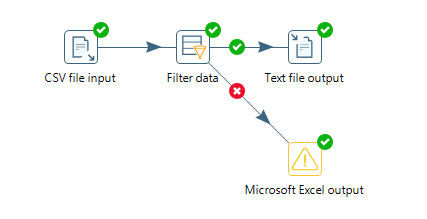 CSV file input
Filter data
Text file output
Microsoft Excel output